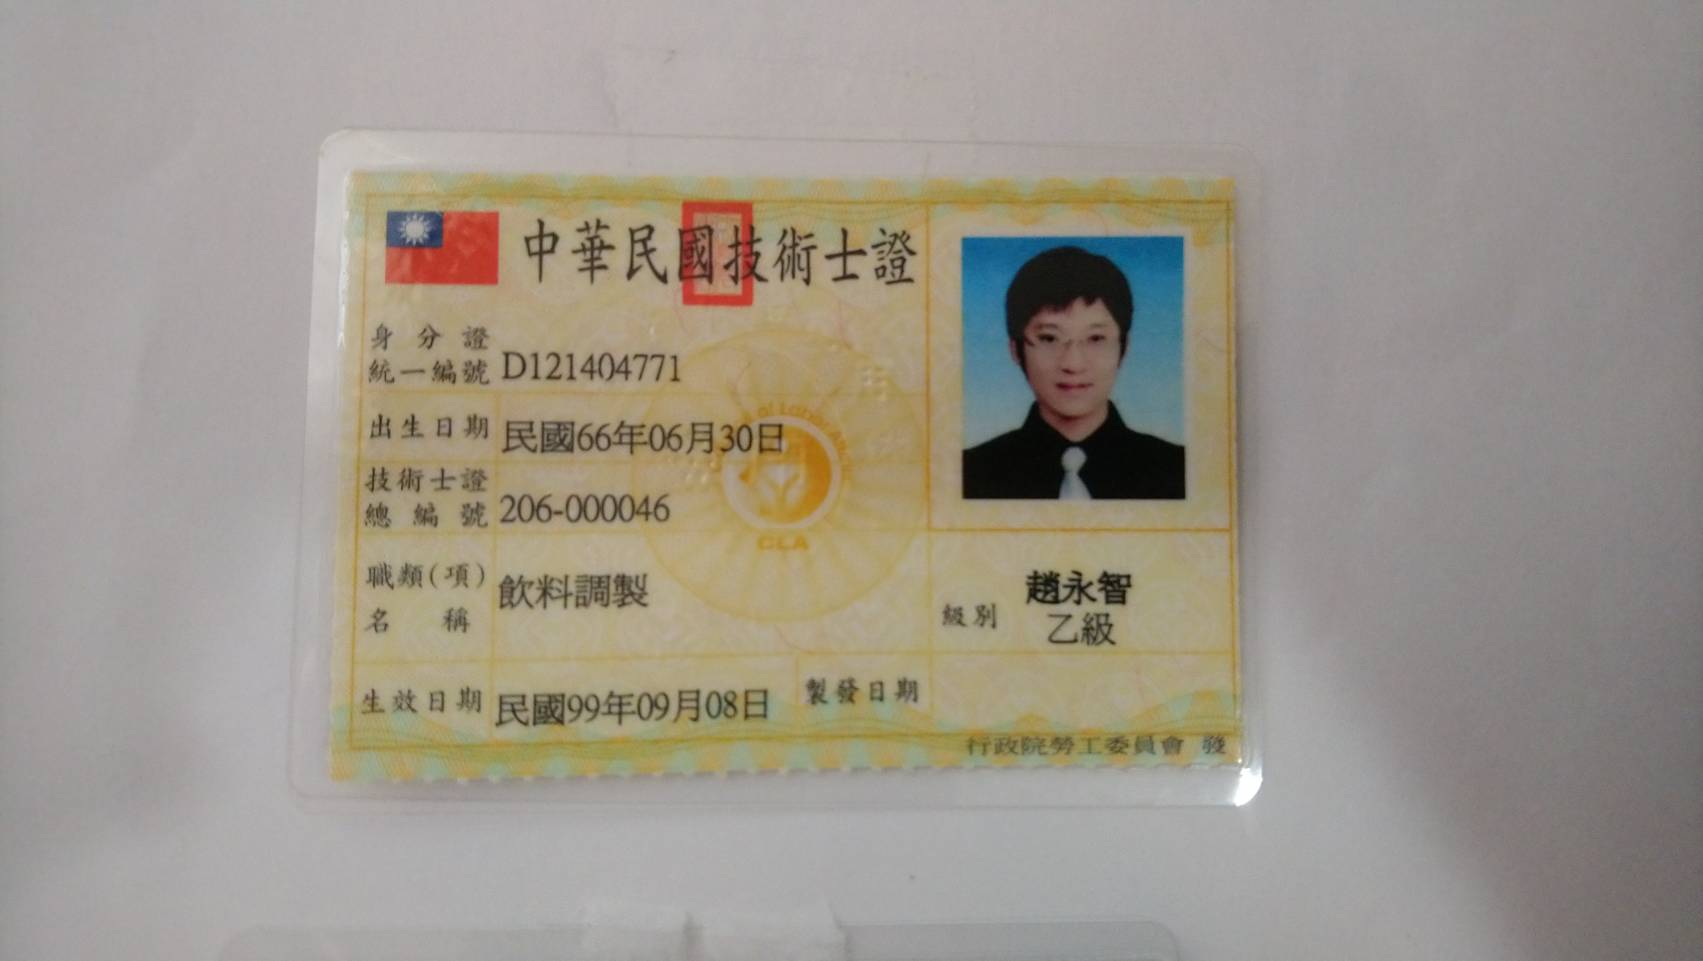 中華民國技術士證
身分證
統一編號 D121404771
出生日期 民國66年06月30日
技術士證
總編號 206-000046
職類(項)
名稱 飲料調製
趙永智
級別 乙級
生效日期 民國99年09月08日 製發日期
行政院勞工委員會 發
of Labor
CLA